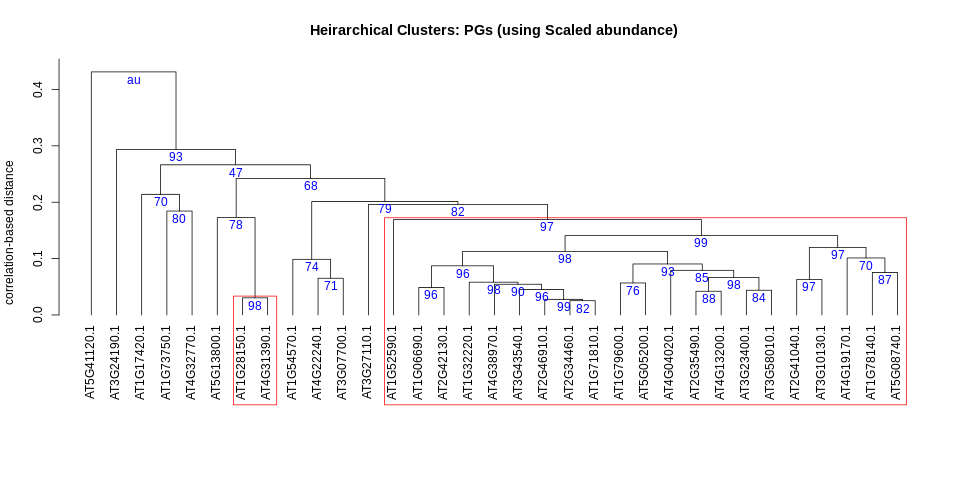 Heirarchical Clusters: PGs (using Scaled abundance)
correlation-based distance
0.4
0.3
0.2
0.1
0.0
au
93
47
68
70
80
79
82
78
97
99
98
97
74
96
93
70
71
98
90
85
98
87
96
96
76
88
84
97
98
99
82
AT5G41120.1
AT3G24190.1
AT1G17420.1
AT1G73750.1
AT4G32770.1
AT5G13800.1
AT1G28150.1
AT4G31390.1
AT1G54570.1
AT4G22240.1
AT3G07700.1
AT3G27110.1
AT1G52590.1
AT1G06690.1
AT2G42130.1
AT1G32220.1
AT4G38970.1
AT3G43540.1
AT2G46910.1
AT2G34460.1
AT1G71810.1
AT1G79600.1
AT5G05200.1
AT4G04020.1
AT2G35490.1
AT4G13200.1
AT3G23400.1
AT3G58010.1
AT2G41040.1
AT3G10130.1
AT4G19170.1
AT1G78140.1
AT5G08740.1